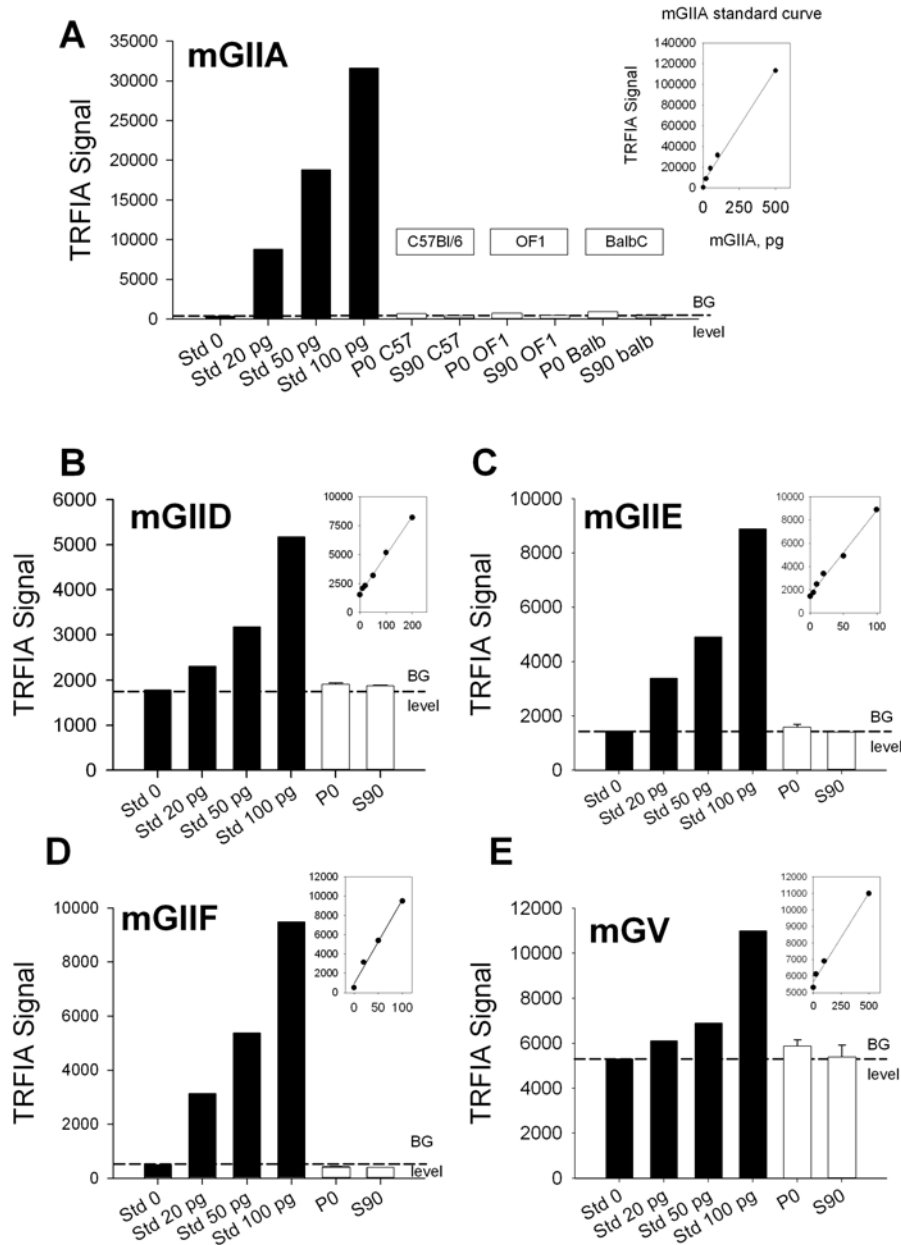 A
mGIIA
35000
30000
25000
20000
15000
10000
5000
0
TRFIA Signal
C57Bl/6
OF1
BalbC
BG
level
Std 0
Std 20 pg
Std 50 pg
Std 100 pg
P0 C57
S90 C57
P0 OF1
S90 OF1
P0 Balb
S90 balb
mGIIA standard curve
140000
120000
100000
80000
60000
40000
20000
0
TRFIA Signal
0 250 500
mGIIA, pg
B
mGIID
6000
5000
4000
3000
2000
1000
0
TRFIA Signal
10000
7500
5000
2500
0
0 100 200
BG
level
Std 0
Std 20 pg
Std 50 pg
Std 100 pg
P0
S90
C
mGIIE
10000
8000
6000
4000
2000
0
TRFIA Signal
10000
8000
6000
4000
2000
0
0 50 100
BG
level
Std 0
Std 20 pg
Std 50 pg
Std 100 pg
P0
S90
D
mGIIF
10000
8000
6000
4000
2000
0
TRFIA Signal
12000
10000
8000
6000
4000
2000
0
0 50 100
BG
level
Std 0
Std 20 pg
Std 50 pg
Std 100 pg
P0
S90
E
mGV
12000
10000
8000
6000
4000
2000
0
TRFIA Signal
12000
11000
10000
9000
8000
7000
6000
5000
0 250 500
BG
level
Std 0
Std 20 pg
Std 50 pg
Std 100 pg
P0
S90